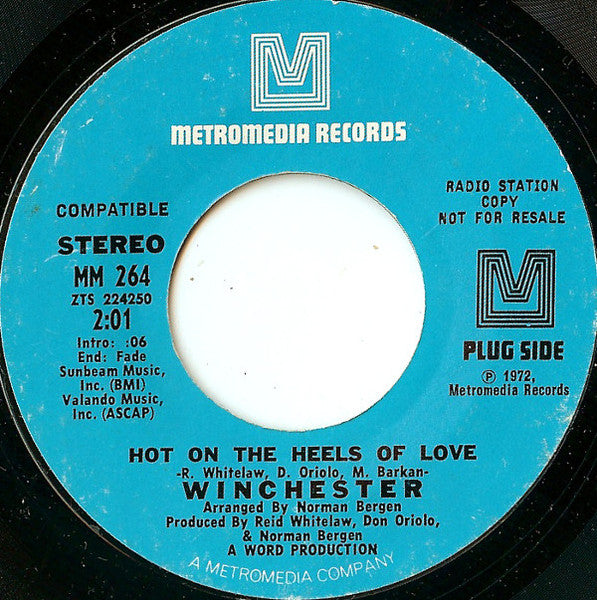 METROMEDIA RECORDS
COMPATIBLE
STEREO
MM 264
ZTS 224250
2:01
Intro: :06
End: Fade
Sunbeam Music,
Inc. (BMI)
Valando Music,
Inc. (ASCAP)
RADIO STATION
COPY
NOT FOR RESALE
PLUG SIDE
℗ 1972,
Metromedia Records
HOT ON THE HEELS OF LOVE
-R. Whitelaw, D. Oriolo, M. Barkan-
WINCHESTER
Arranged By Norman Bergen
Produced By Reid Whitelaw, Don Oriolo,
& Norman Bergen
A WORD PRODUCTION
A METROMEDIA COMPANY